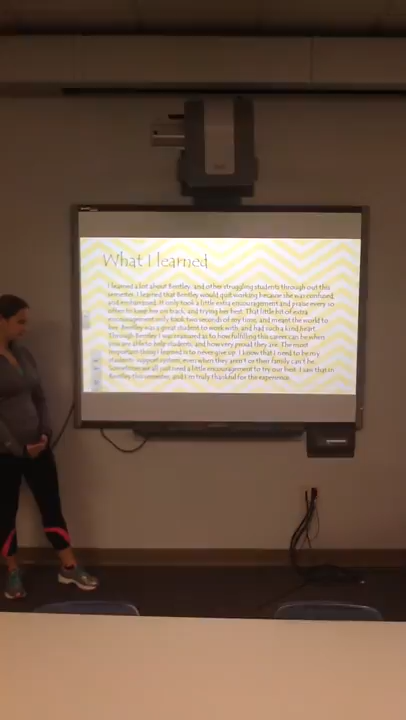 What I learned
I learned a lot about Bentley, and other struggling students through out this
semester. I learned that Bentley would quit working because she was confused
and embarrassed. It only took a little extra encouragement and praise every so
often to keep her on track, and trying her best. That little bit of extra
encouragement only took two seconds of my time, and meant the world to
her. Bentley was a great student to work with, and had such a kind heart.
Through Bentley I was reassured as to how fulfilling this career can be when
you are able to help students, and how very proud they are. The most
important thing I learned is to never give up. I know that I need to be my
students support system, even when they aren't or their family can't be.
Sometimes we all just need a little encouragement to try our best. I saw that in
Bentley this semester, and I'm truly thankful for the experience.